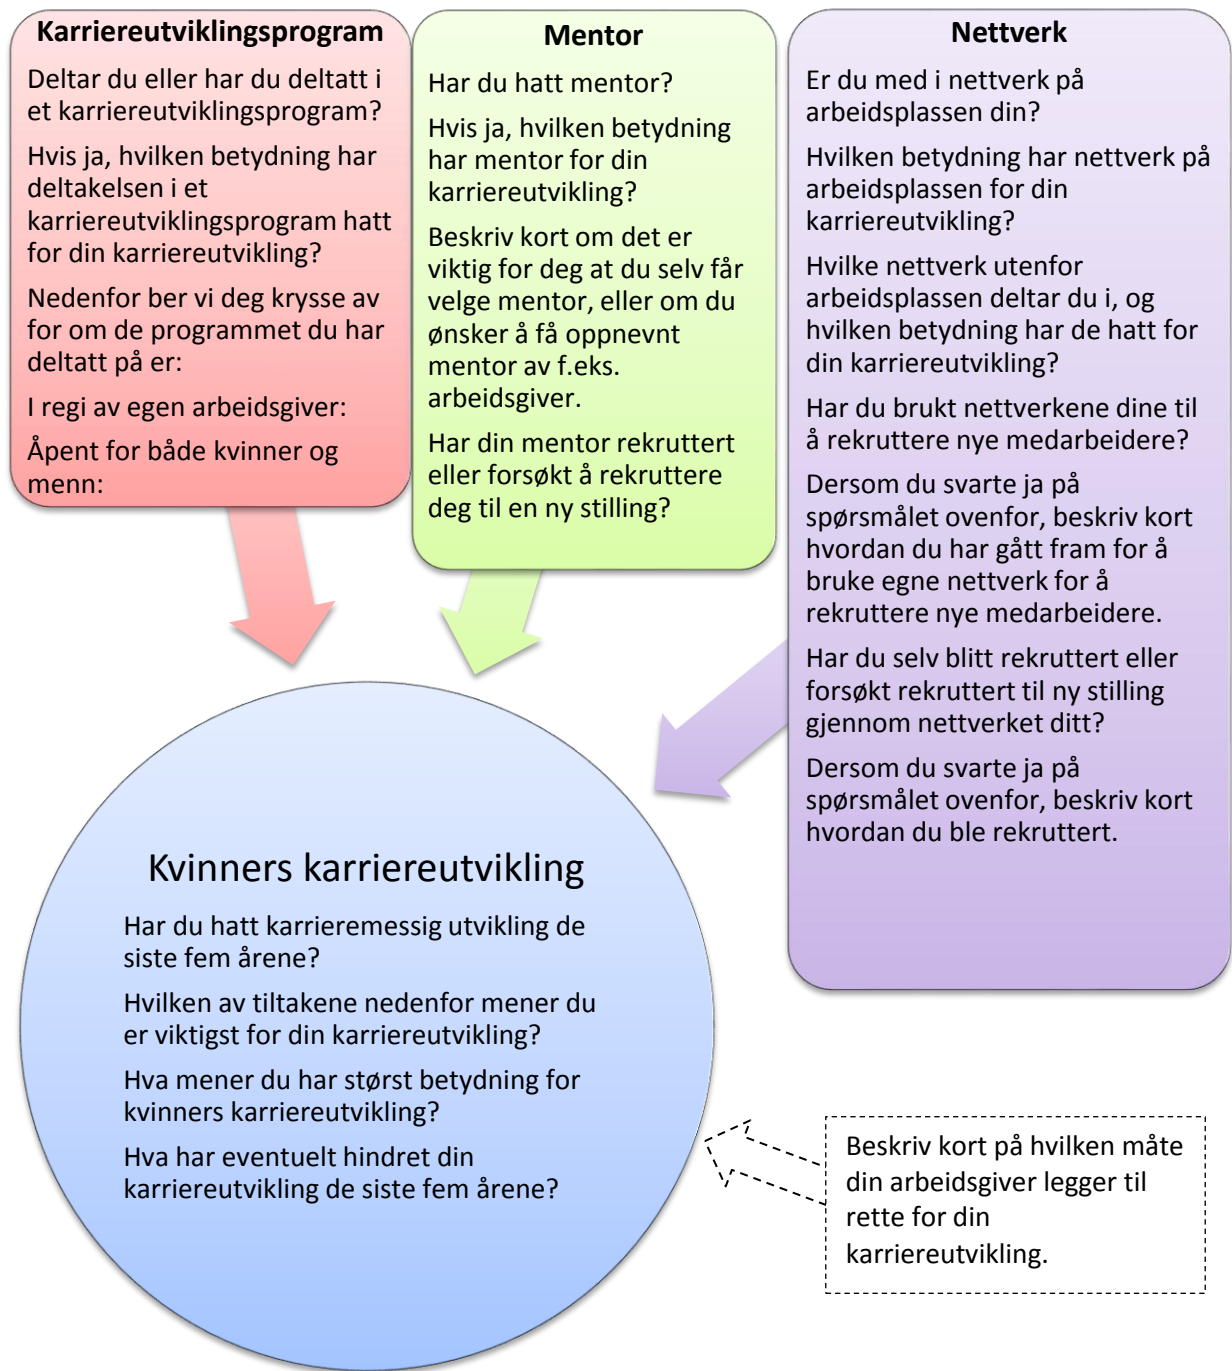 Karriereutviklingsprogram
Deltar du eller har du deltatt i
et karriereutviklingsprogram?
Hvis ja, hvilken betydning har
deltakelsen i et
karriereutviklingsprogram hatt
for din karriereutvikling?
Nedenfor ber vi deg krysse av
for om de programmet du har
deltatt på er:
I regi av egen arbeidsgiver:
Åpent for både kvinner og
menn:
Mentor
Har du hatt mentor?
Hvis ja, hvilken betydning
har mentor for din
karriereutvikling?
Beskriv kort om det er
viktig for deg at du selv får
velge mentor, eller om du
ønsker å få oppnevnt
mentor av f.eks.
arbeidsgiver.
Har din mentor rekruttert
eller forsøkt å rekruttere
deg til en ny stilling?
Nettverk
Er du med i nettverk på
arbeidsplassen din?
Hvilken betydning har nettverk på
arbeidsplassen for din
karriereutvikling?
Hvilke nettverk utenfor
arbeidsplassen deltar du i, og
hvilken betydning har de hatt for
din karriereutvikling?
Har du brukt nettverkene dine til
å rekruttere nye medarbeidere?
Dersom du svarte ja på
spørsmålet ovenfor, beskriv kort
hvordan du har gått fram for å
bruke egne nettverk for å
rekruttere nye medarbeidere.
Har du selv blitt rekruttert eller
forsøkt rekruttert til ny stilling
gjennom nettverket ditt?
Dersom du svarte ja på
spørsmålet ovenfor, beskriv kort
hvordan du ble rekruttert.
Kvinners karriereutvikling
Har du hatt karrieremessig utvikling de
siste fem årene?
Hvilken av tiltakene nedenfor mener du
er viktigst for din karriereutvikling?
Hva mener du har størst betydning for
kvinners karriereutvikling?
Hva har eventuelt hindret din
karriereutvikling de siste fem årene?
Beskriv kort på hvilken måte
din arbeidsgiver legger til
rette for din
karriereutvikling.